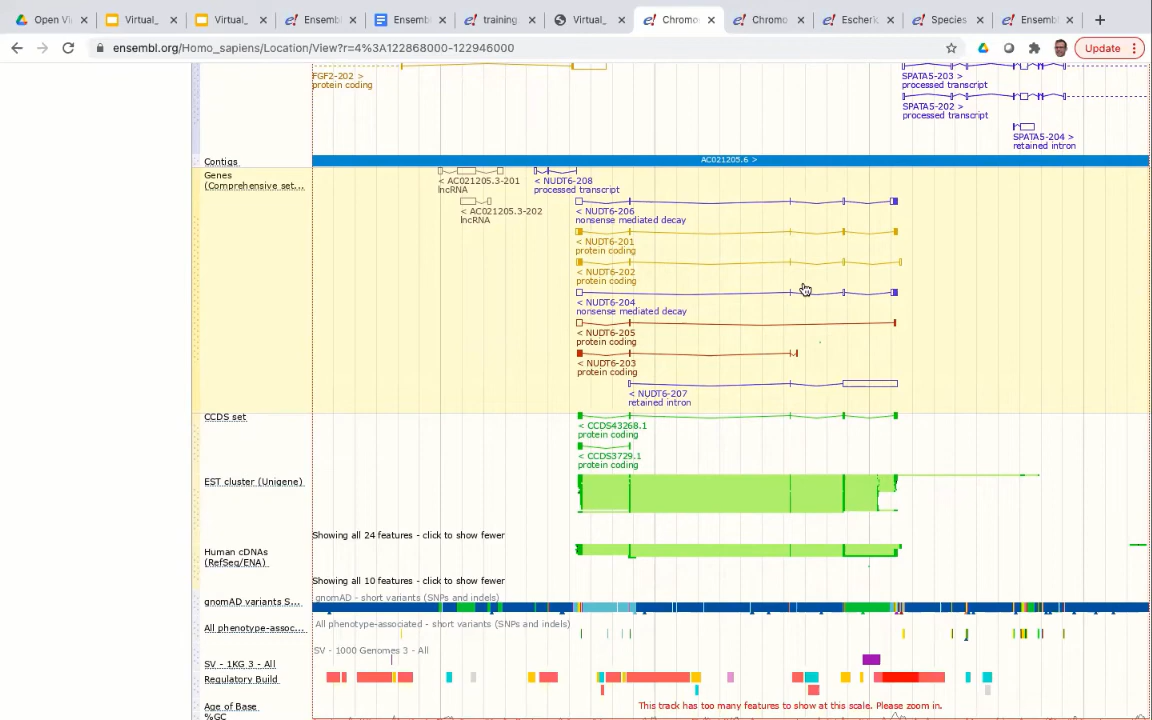 Open Vi
Virtual_
Virtual_
Ensembl
Ensembl
training
Virtual_
Chromo
Chromo
Escherk
Species
Ensembl
ensembl.org/Homo_sapiens/Location/View?r=4%3A122868000-122946000
Update
FGF2-202 >
protein coding
SPATA5-203 >
processed transcript
SPATA5-202 >
processed transcript
SPATA5-204 >
retained intron
Contigs
AC021205.6 >
Genes
(Comprehensive set...
< AC021205.3-201
lncRNA
< NUDT6-208
processed transcript
< AC021205.3-202
lncRNA
< NUDT6-206
nonsense mediated decay
< NUDT6-201
protein coding
< NUDT6-202
protein coding
< NUDT6-204
nonsense mediated decay
< NUDT6-205
protein coding
< NUDT6-203
protein coding
< NUDT6-207
retained intron
CCDS set
< CCDS43268.1
protein coding
< CCDS3729.1
protein coding
EST cluster (Unigene)
Showing all 24 features - click to show fewer
Human cDNAs
(RefSeq/ENA)
Showing all 10 features - click to show fewer
gnomAD variants S...
gnomAD - short variants (SNPs and indels)
All phenotype-assoc...
All phenotype-associated - short variants (SNPs and indels)
SV - 1000 Genomes 3 - All
SV - 1KG 3 - All
Regulatory Build
Age of Base
This track has too many features to show at this scale. Please zoom in.
%GC